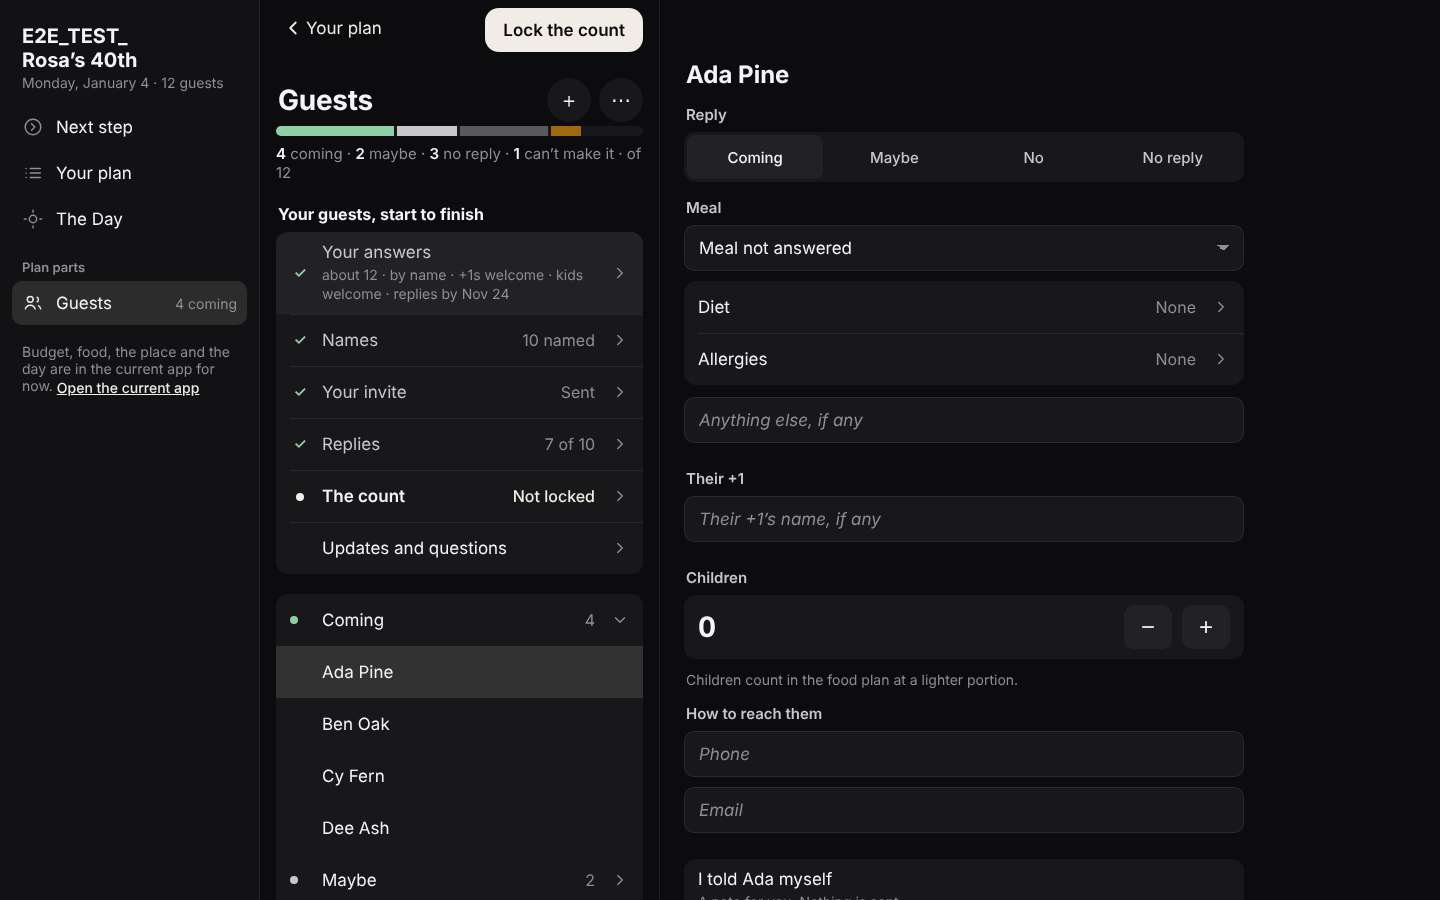 E2E_TEST_
Rosa’s 40th
Monday, January 4 · 12 guests
Next step
Your plan
The Day
Plan parts
Guests 4 coming
Budget, food, the place and the
day are in the current app for
now. Open the current app
Your plan
Lock the count
Guests
4 coming · 2 maybe · 3 no reply · 1 can’t make it · of
12
Your guests, start to finish
Your answers
about 12 · by name · +1s welcome · kids
welcome · replies by Nov 24
Names 10 named
Your invite Sent
Replies 7 of 10
The count Not locked
Updates and questions
Coming 4
Ada Pine
Ben Oak
Cy Fern
Dee Ash
Maybe 2
Ada Pine
Reply
Coming Maybe No No reply
Meal
Meal not answered
Diet None
Allergies None
Anything else, if any
Their +1
Their +1’s name, if any
Children
0
Children count in the food plan at a lighter portion.
How to reach them
Phone
Email
I told Ada myself